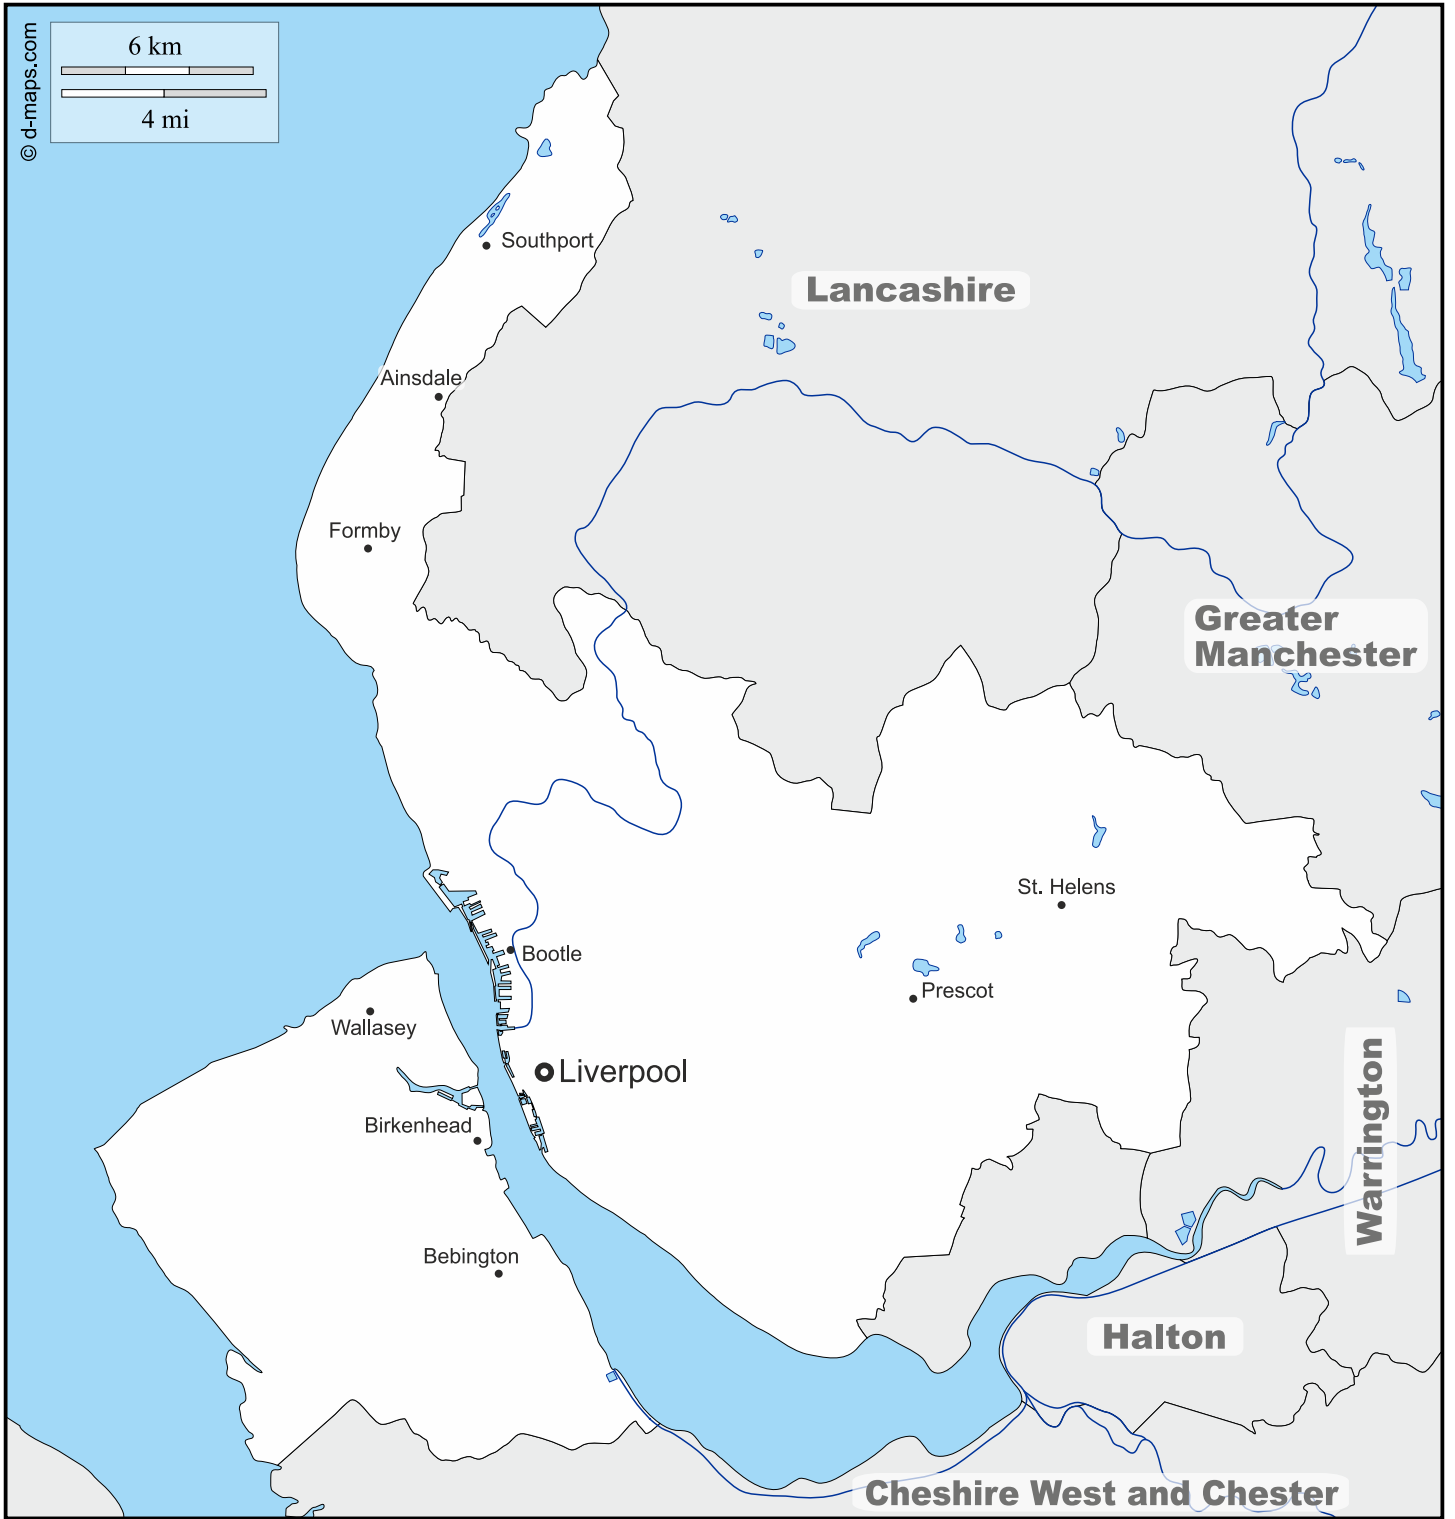 © d-maps.com
6 km
4 mi
Southport
Lancashire
Ainsdale
Formby
Greater
Manchester
St. Helens
Bootle
Prescot
Wallasey
Liverpool
Birkenhead
Warrington
Bebington
Halton
Cheshire West and Chester